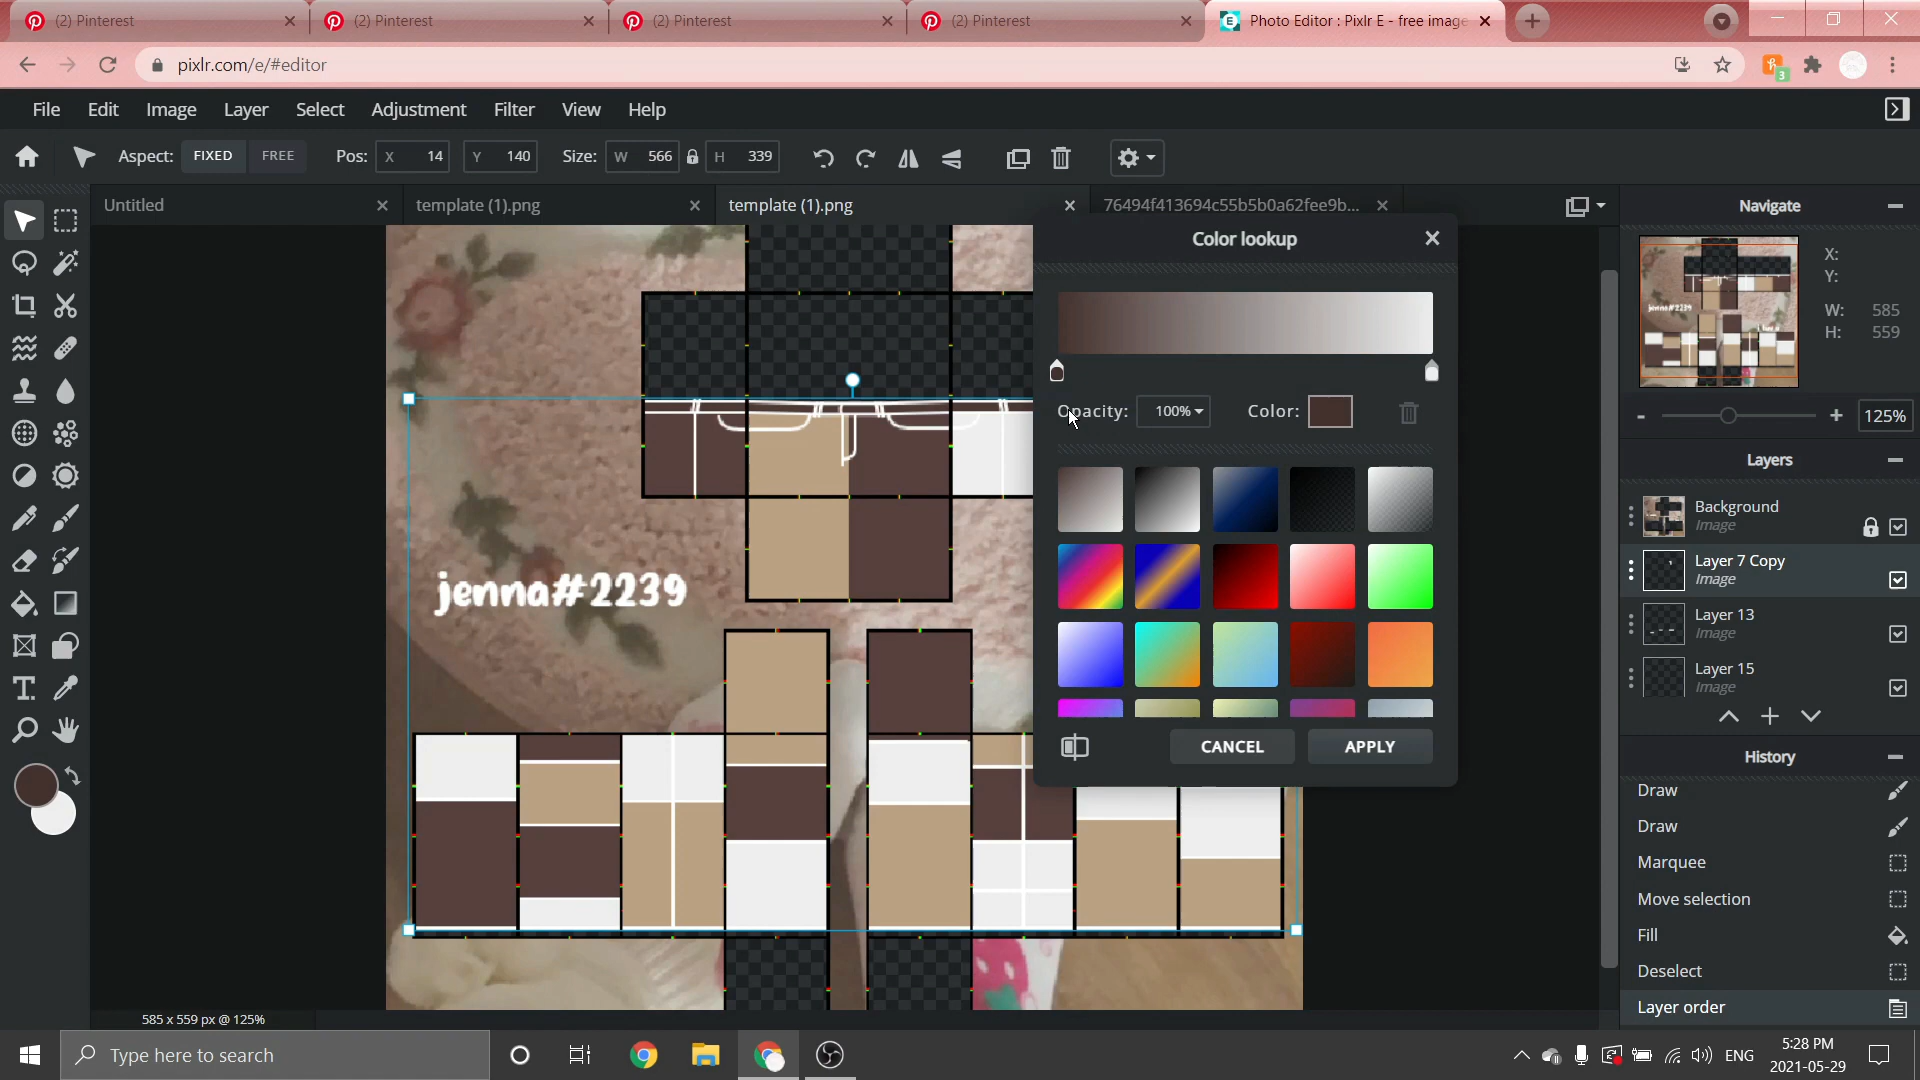 (2) Pinterest
(2) Pinterest
(2) Pinterest
(2) Pinterest
Photo Editor : Pixlr E - free image
pixlr.com/e/#editor
3
File Edit Image Layer Select Adjustment Filter View Help
Aspect: FIXED FREE Pos: X 14 Y 140 Size: W 566 H 339
Untitled
template (1).png
template (1).png
76494f413694c55b5b0a62fee9b...
Navigate
X:
Y:
W: 585
H: 559
- + 125%
Color lookup
Opacity: 100% Color:
CANCEL APPLY
jenna#2239
Layers
Background
Image
Layer 7 Copy
Image
Layer 13
Image
Layer 15
Image
History
Draw
Draw
Marquee
Move selection
Fill
Deselect
Layer order
585 x 559 px @ 125%
Type here to search
ENG
5:28 PM
2021-05-29